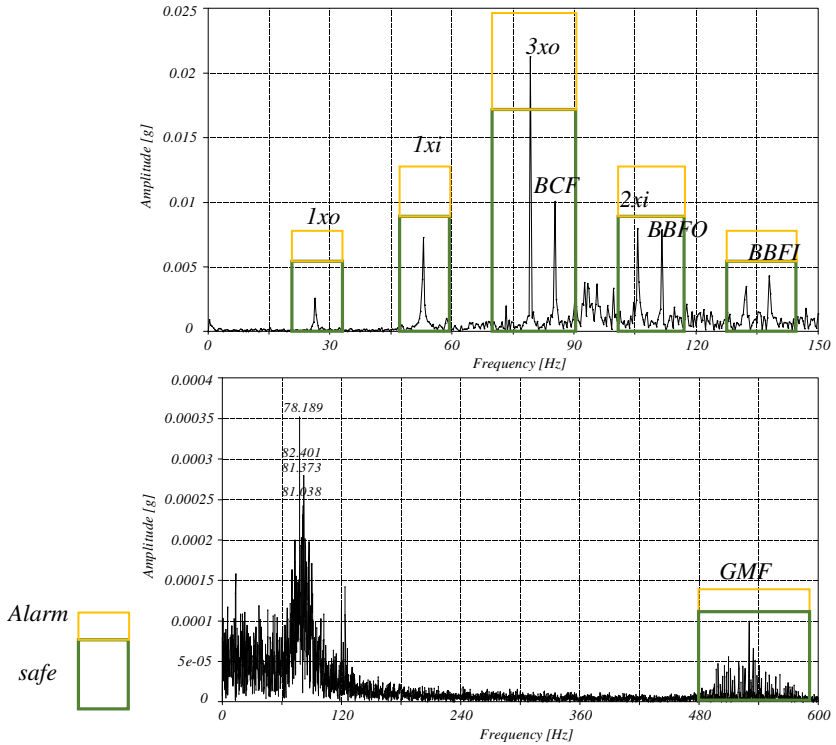 0.025
0.02
0.015
0.01
0.005
0
Amplitude [g]
1xo
1xi
3xo
BCF
2xi
BBFO
BBFI
0
30
60
90
120
150
Frequency [Hz]
0.0004
0.00035
0.0003
0.00025
0.0002
0.00015
0.0001
5e-05
0
Amplitude [g]
78.189
82.401
81.373
81.038
GMF
0
120
240
360
480
600
Frequency [Hz]
Alarm
safe